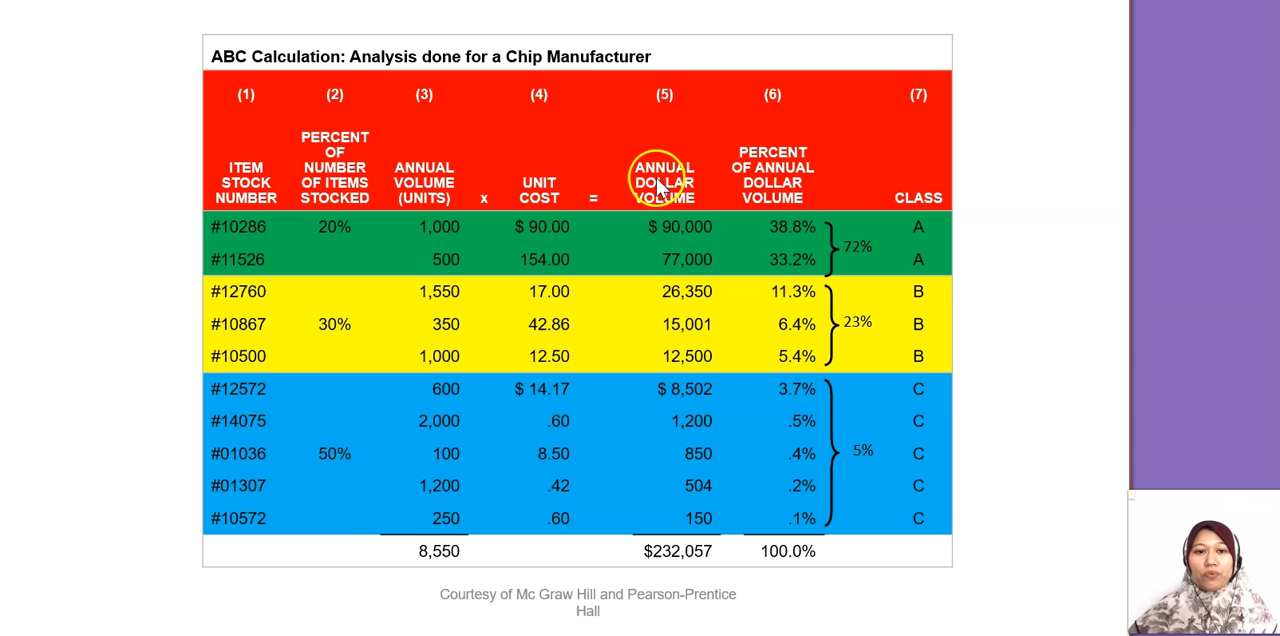 ABC Calculation: Analysis done for a Chip Manufacturer
(1) (2) (3) (4) (5) (6) (7)
ITEM STOCK NUMBER PERCENT OF NUMBER OF ITEMS STOCKED ANNUAL VOLUME (UNITS) x UNIT COST = ANNUAL DOLLAR VOLUME PERCENT OF ANNUAL DOLLAR VOLUME CLASS
#10286 20% 1,000 $ 90.00 $ 90,000 38.8% A
72%
#11526 500 154.00 77,000 33.2% A
#12760 1,550 17.00 26,350 11.3% B
#10867 30% 350 42.86 15,001 6.4% 23% B
#10500 1,000 12.50 12,500 5.4% B
#12572 600 $ 14.17 $ 8,502 3.7% C
#14075 2,000 .60 1,200 .5% C
#01036 50% 100 8.50 850 .4% 5% C
#01307 1,200 .42 504 .2% C
#10572 250 .60 150 .1% C
8,550 $232,057 100.0%
Courtesy of Mc Graw Hill and Pearson-Prentice
Hall